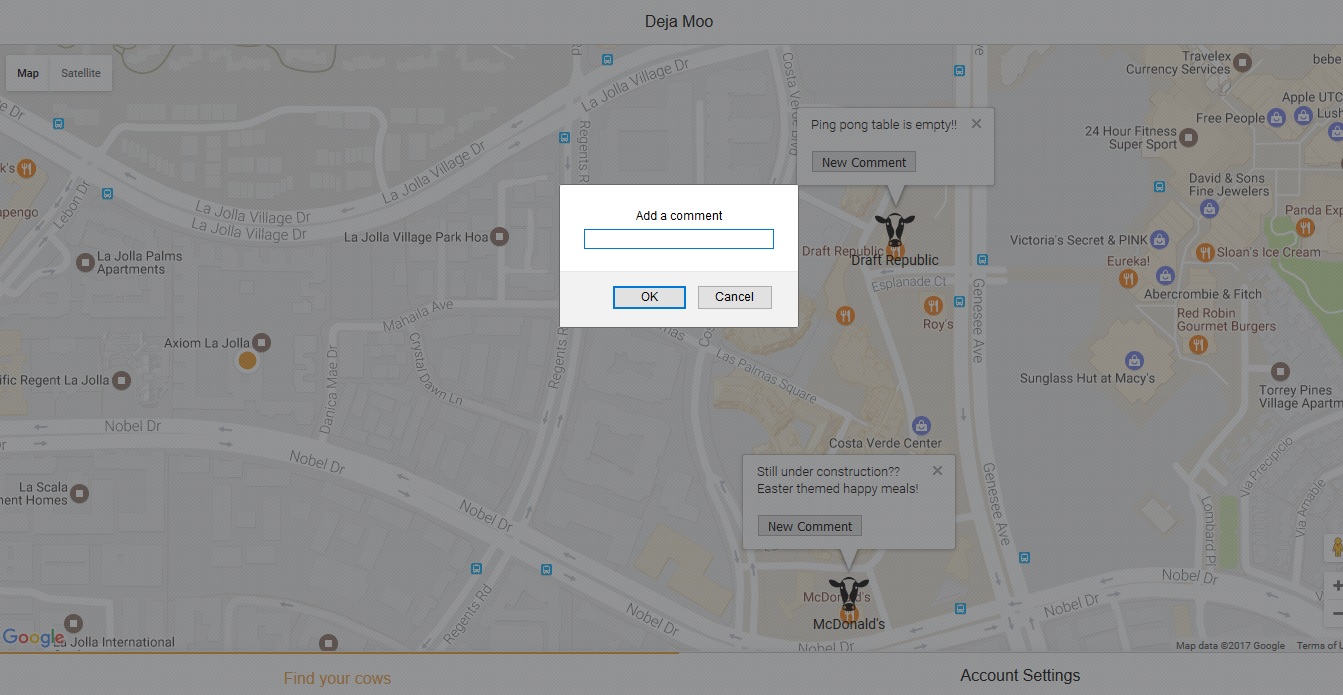 Deja Moo
Map
Satellite
La Jolla Village Dr
Regents R
Costa Verde Blvd
Travelex
Currency Services
bebe
Apple UTC
Free People
Lush
24 Hour Fitness
Super Sport
Ping pong table is empty!!
New Comment
e Dr
k's
apengo
Lebon Dr
La Jolla Village Dr
La Jolla Village Dr
La Jolla Village Dr
La Jolla Village Park Hoa
La Jolla Palms
Apartments
Add a comment
OK
Cancel
David & Sons
Fine Jewelers
Panda Exp
Victoria's Secret & PINK
Sloan's Ice Cream
Eureka!
Abercrombie & Fitch
Draft Republic
Draft Republic
Esplanade Ct
Roy's
Genesee Ave
Red Robin
Gourmet Burgers
Mahaila Ave
Axiom La Jolla
Crystal Dawn Ln
Danica Mae Dr
Regents R
mas
Cos
Las Palmas Square
Sunglass Hut at Macy's
Torrey Pines
Village Apartm
ific Regent La Jolla
Nobel Dr
Nobel Dr
Costa Verde Center
La Scala
ment Homes
Still under construction??
Easter themed happy meals!
New Comment
Genesee Ave
Via Precipicio
Via Amable
Lombard Pl
Nobel Dr
Nobel Dr
Regents Rd
McDonald's
McDonald's
Nobel Dr
Nobel Dr
Nobel Dr
Google
La Jolla International
Map data ©2017 Google
Terms of U
Find your cows
Account Settings